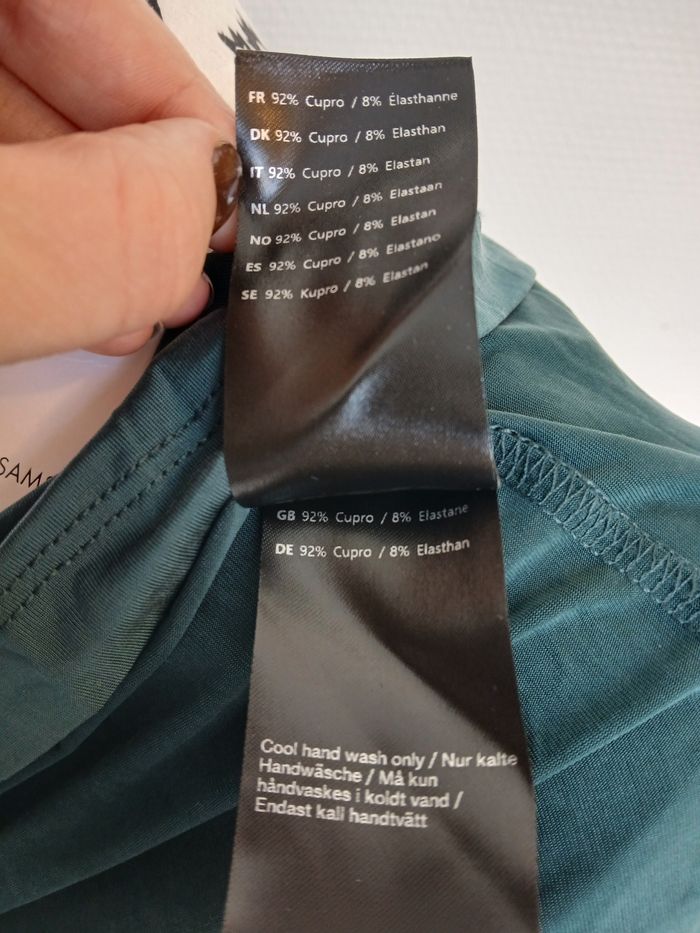 FR 92% Cupro / 8% Élasthanne
DK 92% Cupro / 8% Elasthan
IT 92% Cupro / 8% Elastan
NL 92% Cupro / 8% Elastaan
NO 92% Cupro / 8% Elastan
ES 92% Cupro / 8% Elastano
SE 92% Kupro / 8% Elastan
SAMS
GB 92% Cupro / 8% Elastane
DE 92% Cupro / 8% Elasthan
Cool hand wash only / Nur kalte
Handwäsche / Må kun
håndvaskes i koldt vand /
Endast kall handtvätt